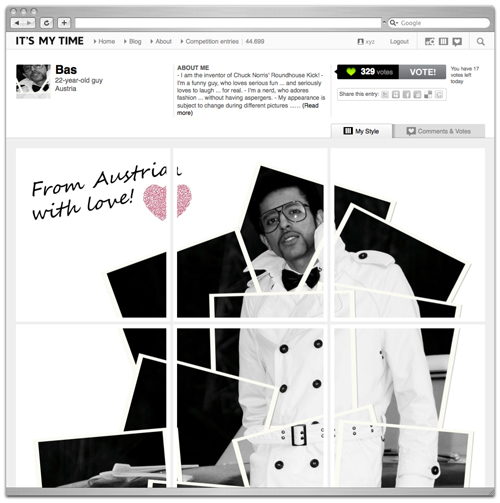 Google
IT'S MY TIME
Home
Blog
About
Competition entries
44.699
xyz
Logout
Bas
22-year-old guy
Austria
ABOUT ME
- I am the inventor of Chuck Norris' Roundhouse Kick! -
I'm a funny guy, who loves serious fun ... and seriously
loves to laugh ... for real. - I'm a nerd, who adores
fashion ... without having aspergers. - My appearance is
subject to change during different pictures ...... (Read
more)
329 votes
VOTE!
You have 17
votes left
today
Share this entry:
My Style
Comments & Votes
From Austria
with love!